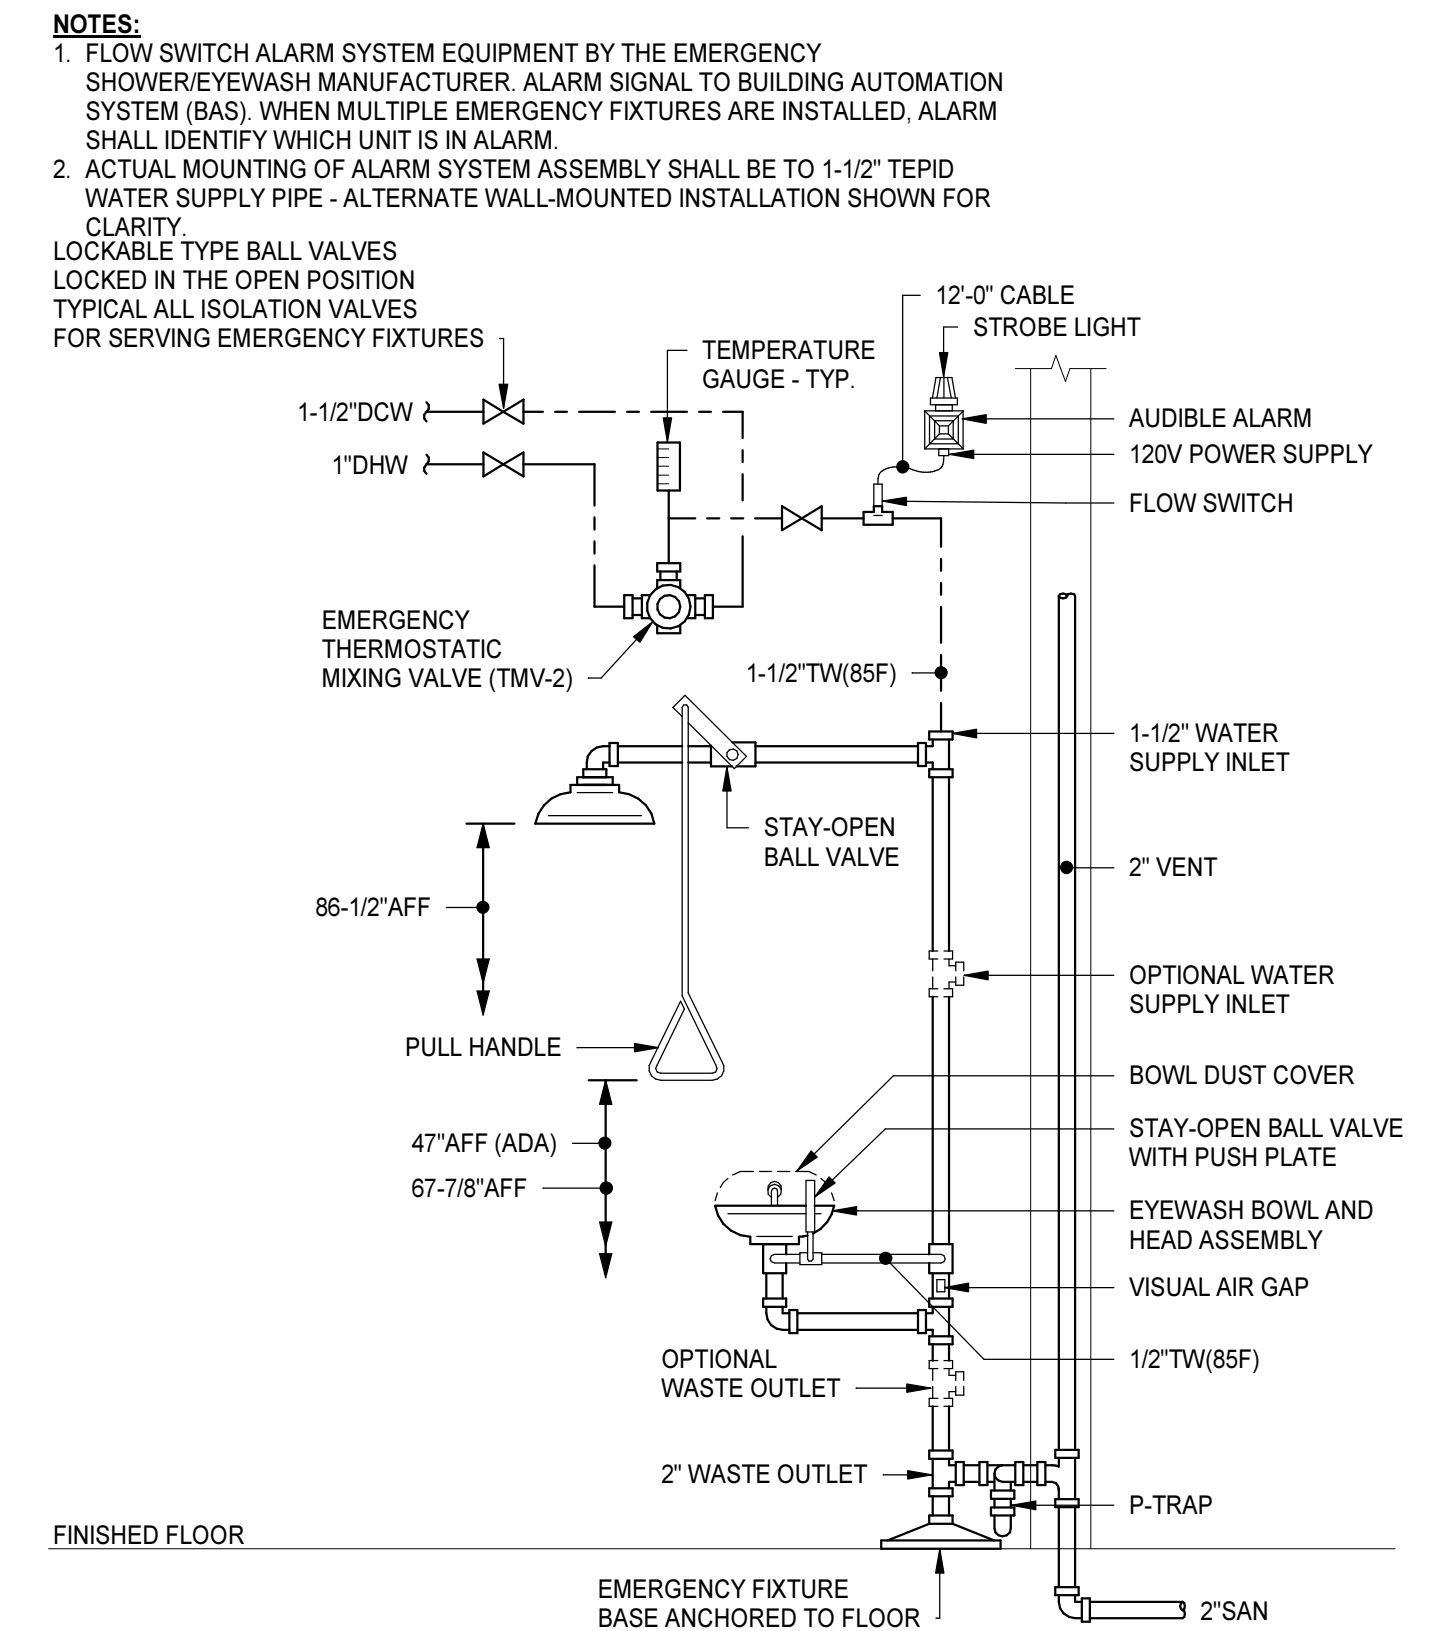 NOTES:
1. FLOW SWITCH ALARM SYSTEM EQUIPMENT BY THE EMERGENCY
SHOWER/EYEWASH MANUFACTURER. ALARM SIGNAL TO BUILDING AUTOMATION
SYSTEM (BAS). WHEN MULTIPLE EMERGENCY FIXTURES ARE INSTALLED, ALARM
SHALL IDENTIFY WHICH UNIT IS IN ALARM.
2. ACTUAL MOUNTING OF ALARM SYSTEM ASSEMBLY SHALL BE TO 1-1/2" TEPID
WATER SUPPLY PIPE - ALTERNATE WALL-MOUNTED INSTALLATION SHOWN FOR
CLARITY.
LOCKABLE TYPE BALL VALVES
LOCKED IN THE OPEN POSITION
TYPICAL ALL ISOLATION VALVES
FOR SERVING EMERGENCY FIXTURES
12'-0" CABLE
STROBE LIGHT
TEMPERATURE
GAUGE - TYP.
1-1/2"DCW
1"DHW
AUDIBLE ALARM
120V POWER SUPPLY
FLOW SWITCH
EMERGENCY
THERMOSTATIC
MIXING VALVE (TMV-2)
1-1/2"TW(85F)
1-1/2" WATER
SUPPLY INLET
STAY-OPEN
BALL VALVE
2" VENT
86-1/2"AFF
OPTIONAL WATER
SUPPLY INLET
PULL HANDLE
BOWL DUST COVER
47"AFF (ADA)
67-7/8"AFF
STAY-OPEN BALL VALVE
WITH PUSH PLATE
EYEWASH BOWL AND
HEAD ASSEMBLY
VISUAL AIR GAP
1/2"TW(85F)
OPTIONAL
WASTE OUTLET
2" WASTE OUTLET
P-TRAP
FINISHED FLOOR
EMERGENCY FIXTURE
BASE ANCHORED TO FLOOR
2"SAN